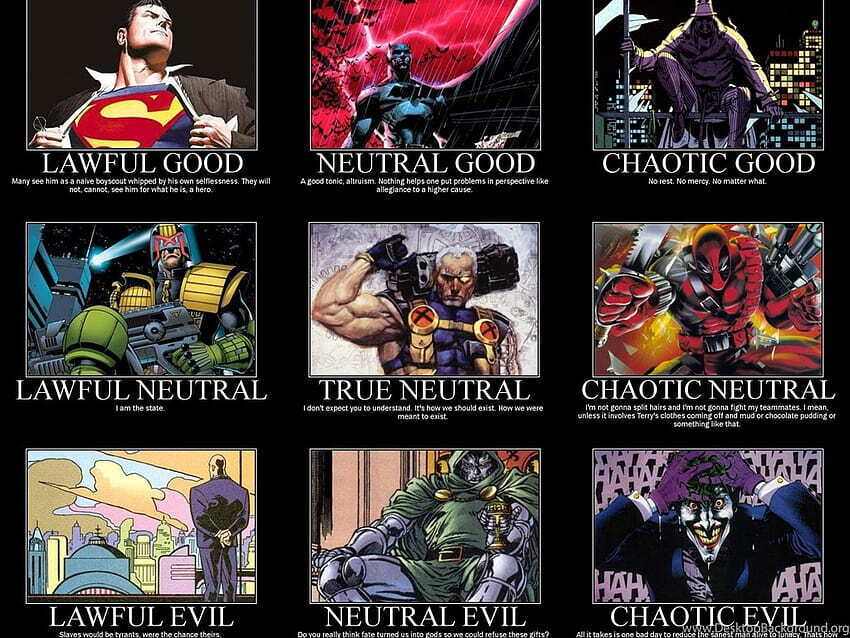 LAWFUL GOOD
Many see him as a naive boyscout whipped by his own selflessness. They will
not, cannot, see him for what he is, a hero.
NEUTRAL GOOD
A good tonic, altruism. Nothing helps one put problems in perspective like
allegiance to a higher cause.
CHAOTIC GOOD
No rest. No mercy. No matter what.
LAWFUL NEUTRAL
I am the state.
TRUE NEUTRAL
I don't expect you to understand. It's how we should exist. How we were
meant to exist.
CHAOTIC NEUTRAL
I'm not gonna split hairs and I'm not gonna fight my teammates. I mean,
unless it involves Terry's clothes coming off and mud or chocolate pudding or
something like that.
LAWFUL EVIL
Slaves would be tyrants, were the chance theirs.
NEUTRAL EVIL
Do you really think fate turned us into gods so we could refuse these gifts?
CHAOTIC EVIL
www.DesktopBackground.org
All it takes is one bad day to reduce the sanest man alive to lunacy. Thats how